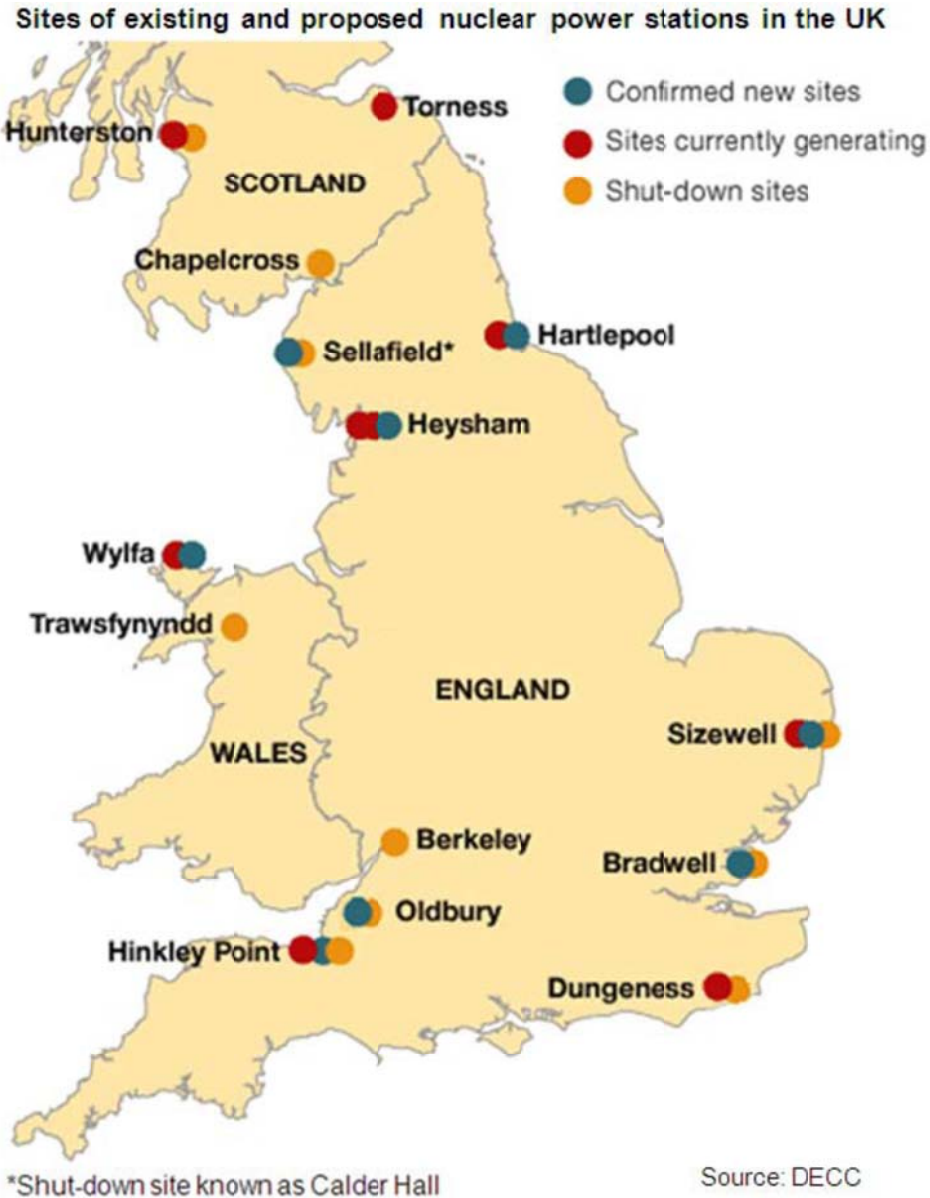 Sites of existing and proposed nuclear power stations in the UK
Confirmed new sites
Sites currently generating
Shut-down sites
Torness
Hunterston
SCOTLAND
Chapelcross
Hartlepool
Sellafield*
Heysham
Wylfa
Trawsfynyndd
ENGLAND
Sizewell
WALES
Berkeley
Bradwell
Oldbury
Hinkley Point
Dungeness
*Shut-down site known as Calder Hall
Source: DECC